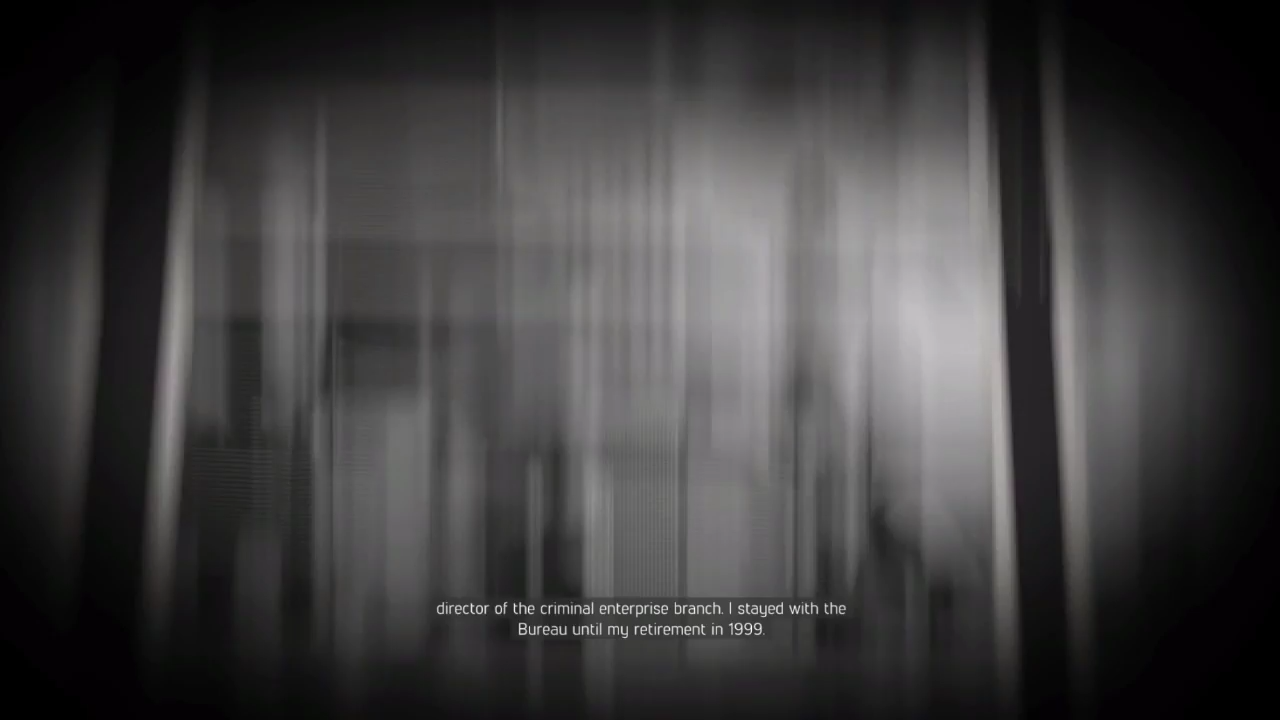 director of the criminal enterprise branch. I stayed with the
Bureau until my retirement in 1999.